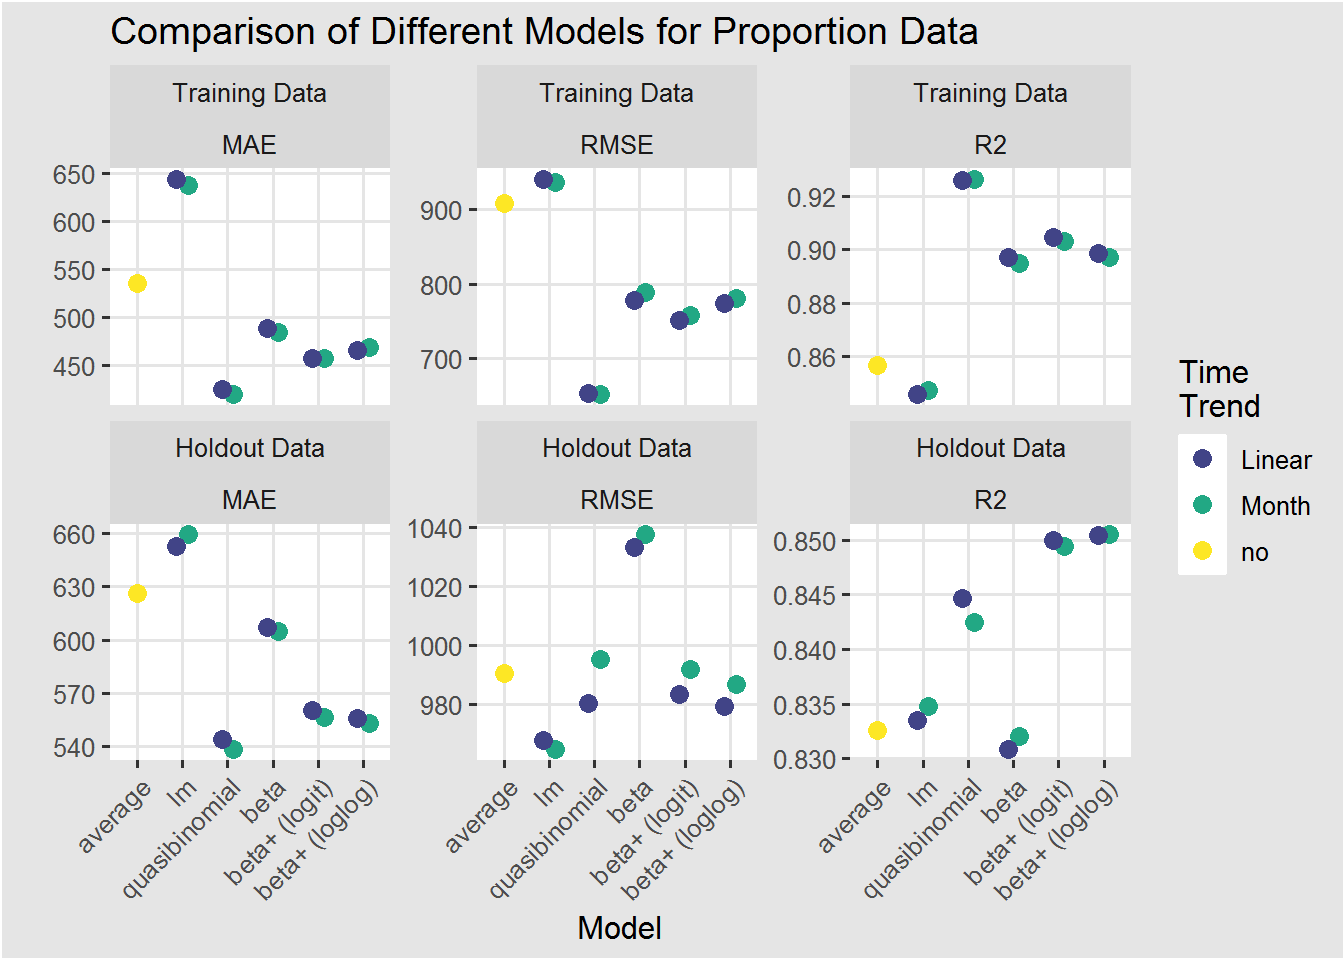 Comparison of Different Models for Proportion Data
Training Data
MAE
650
600
550
500
450
Training Data
RMSE
900
800
700
Training Data
R2
0.92
0.90
0.88
0.86
Holdout Data
MAE
660
630
600
570
540
Holdout Data
RMSE
1040
1020
1000
980
Holdout Data
R2
0.850
0.845
0.840
0.835
0.830
average
lm
quasibinomial
beta
beta+ (logit)
beta+ (loglog)
average
lm
quasibinomial
beta
beta+ (logit)
beta+ (loglog)
average
lm
quasibinomial
beta
beta+ (logit)
beta+ (loglog)
Model
Time
Trend
Linear
Month
no